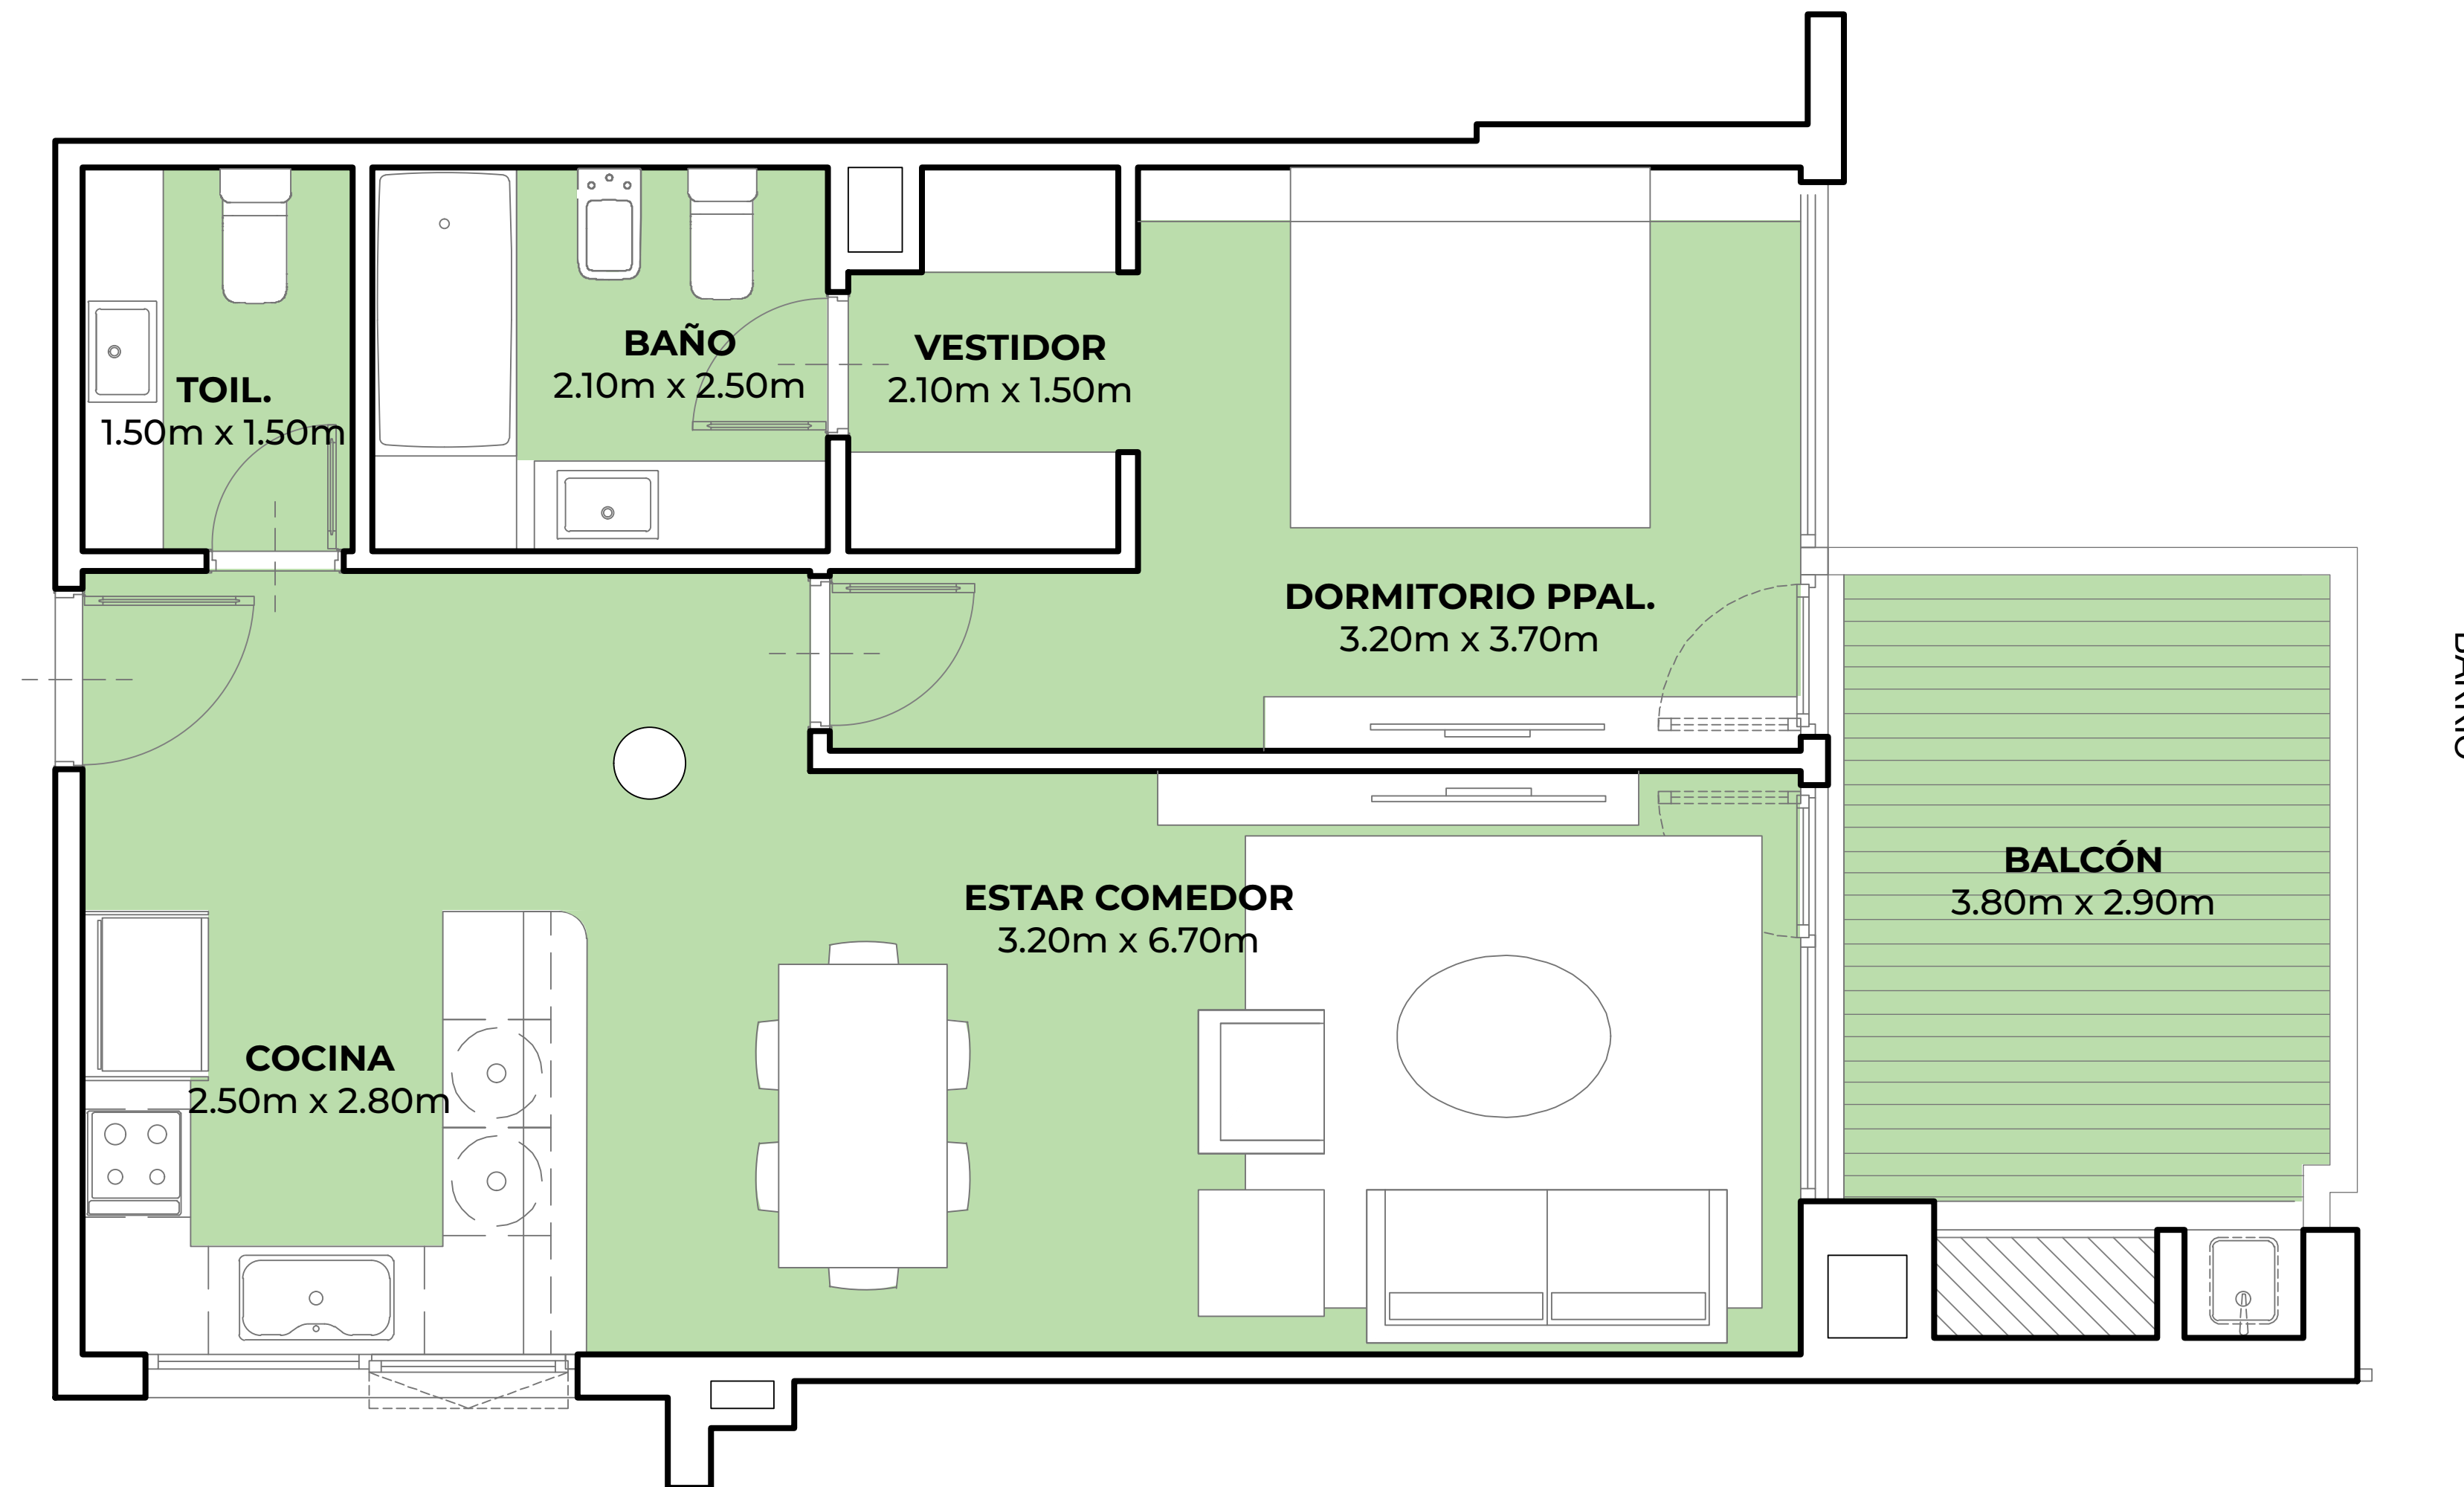 BAÑO
2.10m x 2.50m
VESTIDOR
2.10m x 1.50m
TOIL.
1.50m x 1.50m
DORMITORIO PPAL.
3.20m x 3.70m
BALCÓN
3.80m x 2.90m
ESTAR COMEDOR
3.20m x 6.70m
COCINA
2.50m x 2.80m